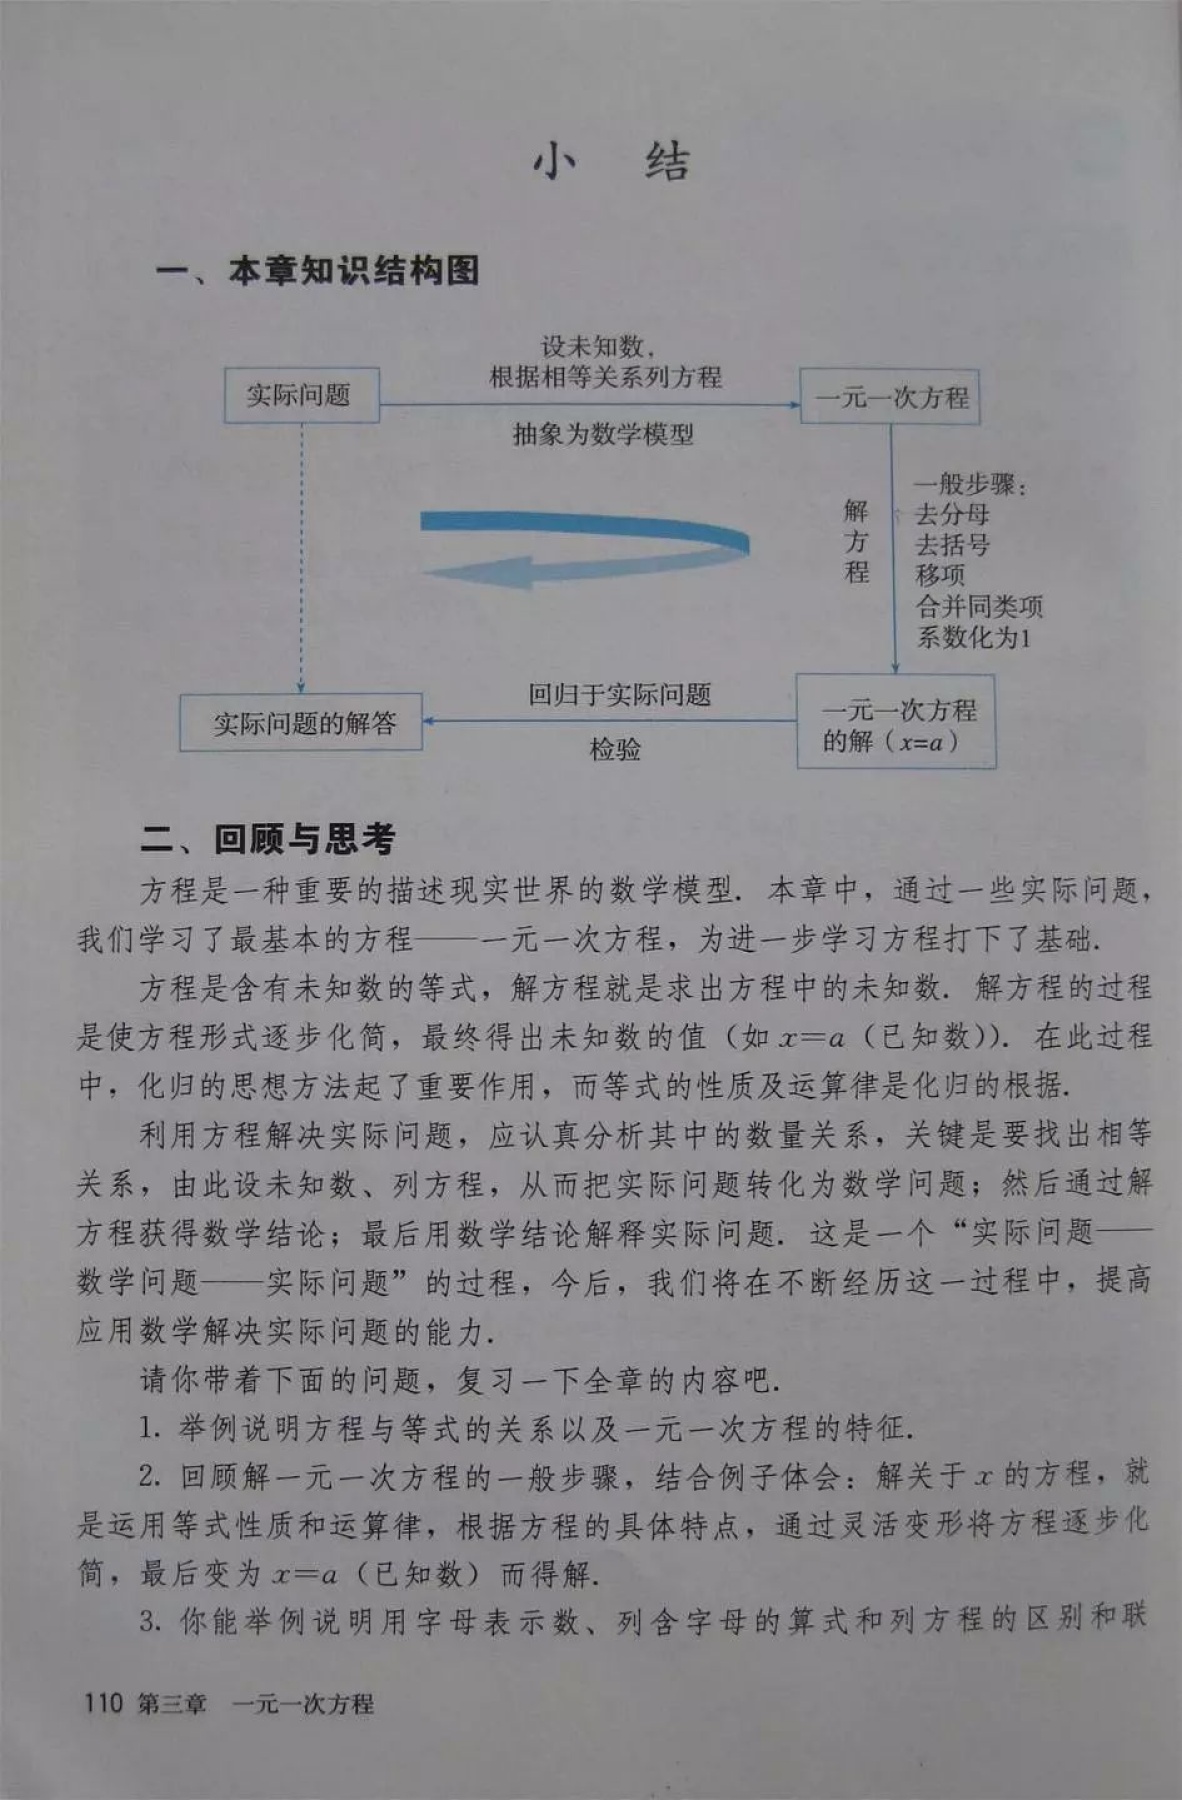 小 结
一、本章知识结构图
设未知数，
根据相等关系列方程
实际问题
一元一次方程
抽象为数学模型
解方程
一般步骤：
去分母
去括号
移项
合并同类项
系数化为1
回归于实际问题
实际问题的解答
检验
一元一次方程
的解（x=a）
二、回顾与思考
方程是一种重要的描述现实世界的数学模型．本章中，通过一些实际问题，
我们学习了最基本的方程——一元一次方程，为进一步学习方程打下了基础．
方程是含有未知数的等式，解方程就是求出方程中的未知数．解方程的过程
是使方程形式逐步化简，最终得出未知数的值（如 x=a（已知数））．在此过程
中，化归的思想方法起了重要作用，而等式的性质及运算律是化归的根据．
利用方程解决实际问题，应认真分析其中的数量关系，关键是要找出相等
关系，由此设未知数、列方程，从而把实际问题转化为数学问题；然后通过解
方程获得数学结论；最后用数学结论解释实际问题．这是一个“实际问题——
数学问题——实际问题”的过程，今后，我们将在不断经历这一过程中，提高
应用数学解决实际问题的能力．
请你带着下面的问题，复习一下全章的内容吧．
1. 举例说明方程与等式的关系以及一元一次方程的特征．
2. 回顾解一元一次方程的一般步骤，结合例子体会：解关于 x 的方程，就
是运用等式性质和运算律，根据方程的具体特点，通过灵活变形将方程逐步化
简，最后变为 x=a（已知数）而得解．
3. 你能举例说明用字母表示数、列含字母的算式和列方程的区别和联
110 第三章 一元一次方程